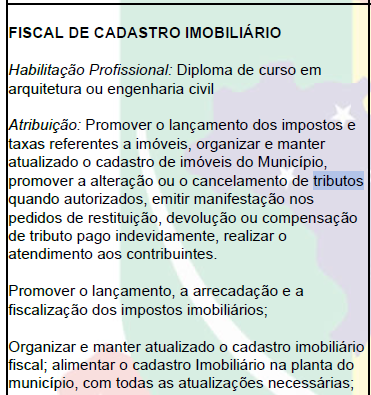 FISCAL DE CADASTRO IMOBILIÁRIO
Habilitação Profissional: Diploma de curso em
arquitetura ou engenharia civil
Atribuição: Promover o lançamento dos impostos e
taxas referentes a imóveis, organizar e manter
atualizado o cadastro de imóveis do Município,
promover a alteração ou o cancelamento de tributos
quando autorizados, emitir manifestação nos
pedidos de restituição, devolução ou compensação
de tributo pago indevidamente, realizar o
atendimento aos contribuintes.
Promover o lançamento, a arrecadação e a
fiscalização dos impostos imobiliários;
Organizar e manter atualizado o cadastro imobiliário
fiscal; alimentar o cadastro Imobiliário na planta do
município, com todas as atualizações necessárias;